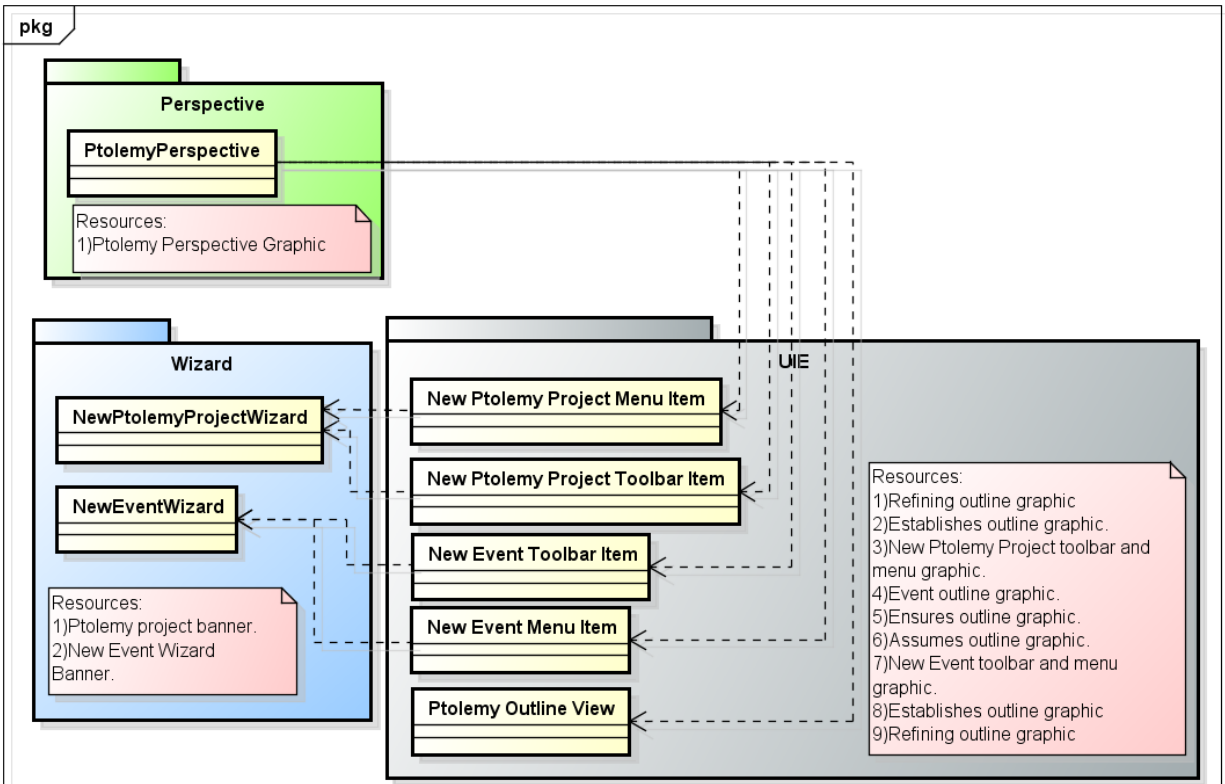 pkg
Perspective
PtolemyPerspective
Resources:
1)Ptolemy Perspective Graphic
Wizard
NewPtolemyProjectWizard
NewEventWizard
Resources:
1)Ptolemy project banner.
2)New Event Wizard
Banner.
UIE
New Ptolemy Project Menu Item
New Ptolemy Project Toolbar Item
New Event Toolbar Item
New Event Menu Item
Ptolemy Outline View
Resources:
1)Refining outline graphic
2)Establishes outline graphic.
3)New Ptolemy Project toolbar and
menu graphic.
4)Event outline graphic.
5)Ensures outline graphic.
6)Assumes outline graphic.
7)New Event toolbar and menu
graphic.
8)Establishes outline graphic
9)Refining outline graphic